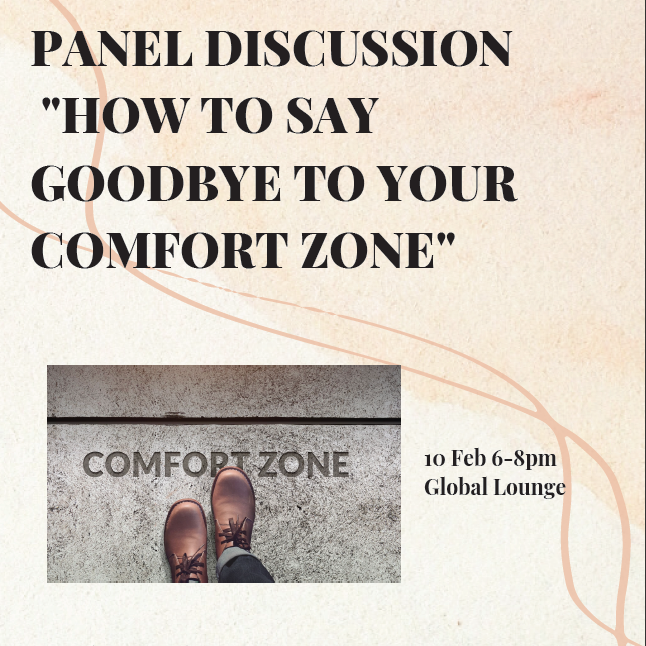 PANEL DISCUSSION
"HOW TO SAY
GOODBYE TO YOUR
COMFORT ZONE"
COMFORT ZONE
10 Feb 6-8pm
Global Lounge